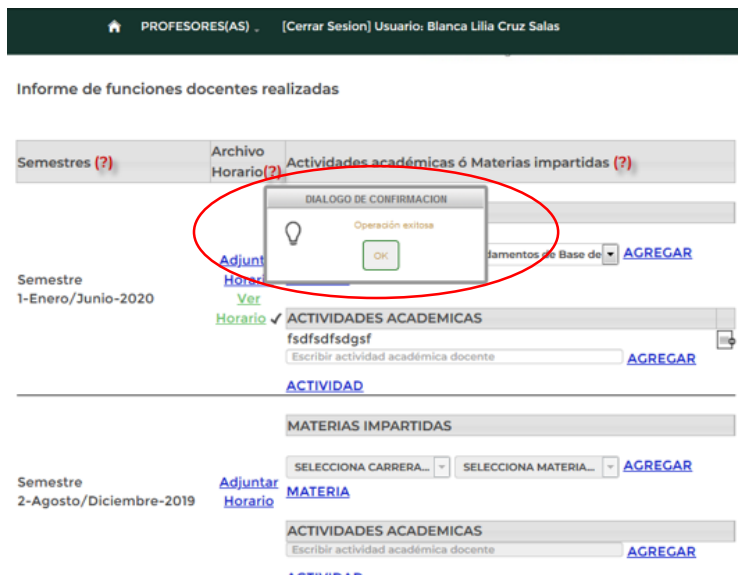 PROFESORES(AS) [Cerrar Sesion] Usuario: Blanca Lilia Cruz Salas
Informe de funciones docentes realizadas
Semestres (?)
Archivo
Horario(?)
Actividades académicas ó Materias impartidas (?)
DIALOGO DE CONFIRMACION
Operación exitosa
OK
Base de AGREGAR
Semestre
1-Enero/Junio-2020
Ver
Horario ✓
ACTIVIDADES ACADEMICAS
fsdfsdfsdgsf
Escribir actividad académica docente AGREGAR
ACTIVIDAD
MATERIAS IMPARTIDAS
SELECCIONA CARRERA... SELECCIONA MATERIA... AGREGAR
MATERIA
Semestre
2-Agosto/Diciembre-2019
Adjuntar
Horario
ACTIVIDADES ACADEMICAS
Escribir actividad académica docente AGREGAR